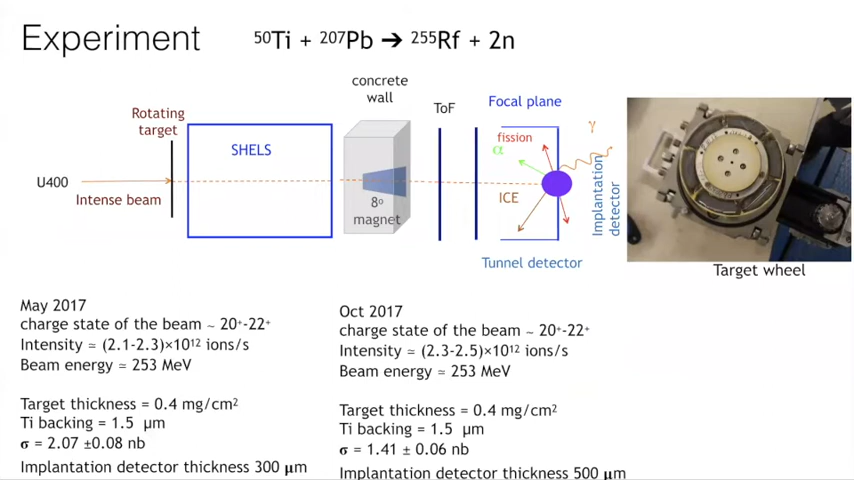 Experiment
⁵⁰Ti + ²⁰⁷Pb ➔ ²⁵⁵Rf + 2n
concrete
wall
Rotating
target
ToF
Focal plane
SHELS
fission
γ
α
U400
Intense beam
8º
magnet
ICE
Implantation
detector
Tunnel detector
Target wheel
May 2017
charge state of the beam ~ 20⁺-22⁺
Intensity ≃ (2.1-2.3)×10¹² ions/s
Beam energy ≃ 253 MeV
Target thickness = 0.4 mg/cm²
Ti backing = 1.5 μm
σ = 2.07 ±0.08 nb
Implantation detector thickness 300 μm
Oct 2017
charge state of the beam ~ 20⁺-22⁺
Intensity ≃ (2.3-2.5)×10¹² ions/s
Beam energy ≃ 253 MeV
Target thickness = 0.4 mg/cm²
Ti backing = 1.5 μm
σ = 1.41 ± 0.06 nb
Implantation detector thickness 500 μm